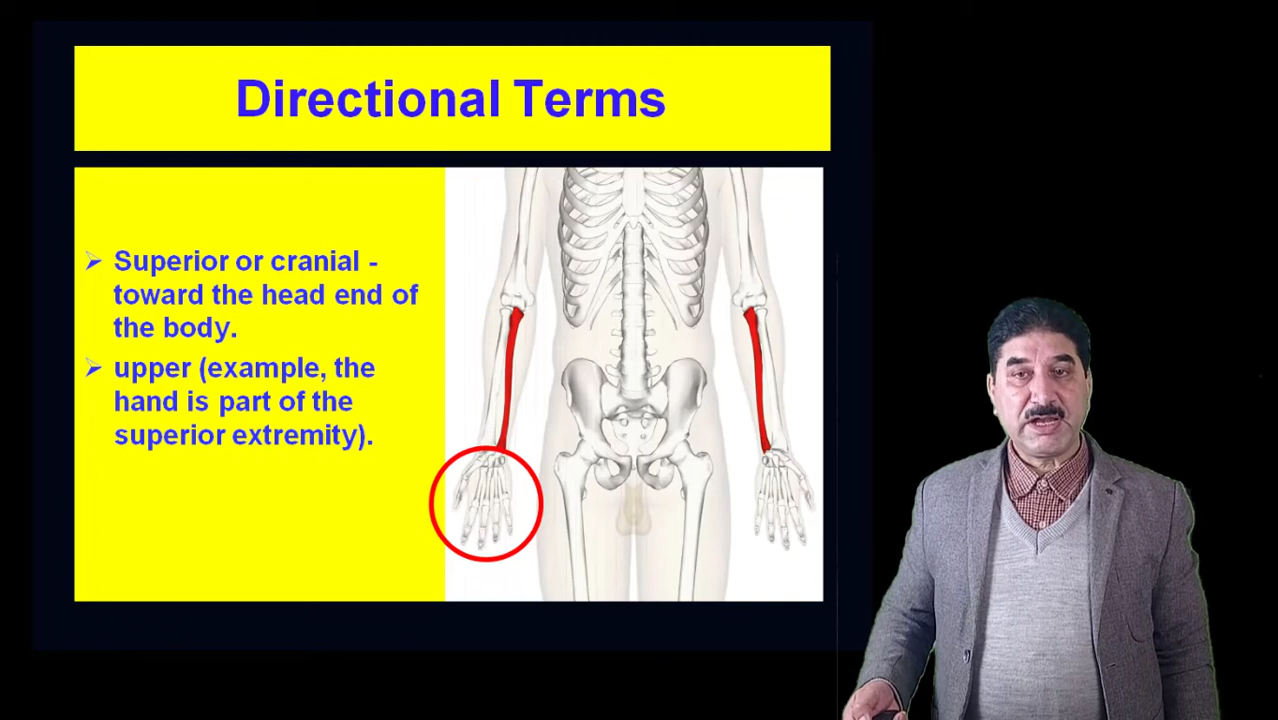 Directional Terms
Superior or cranial -
toward the head end of
the body.
upper (example, the
hand is part of the
superior extremity).